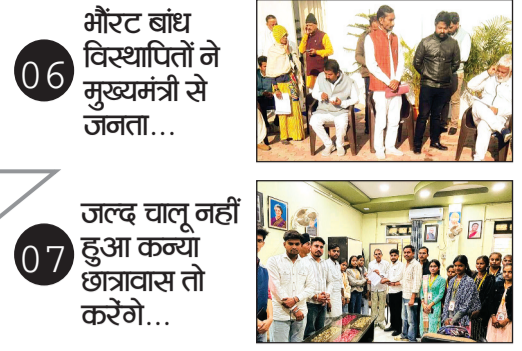 06
भौंरट बांध
विस्थापितों ने
मुख्यमंत्री से
जनता...
07
जल्द चालू नहीं
हुआ कन्या
छात्रावास तो
करेंगे...